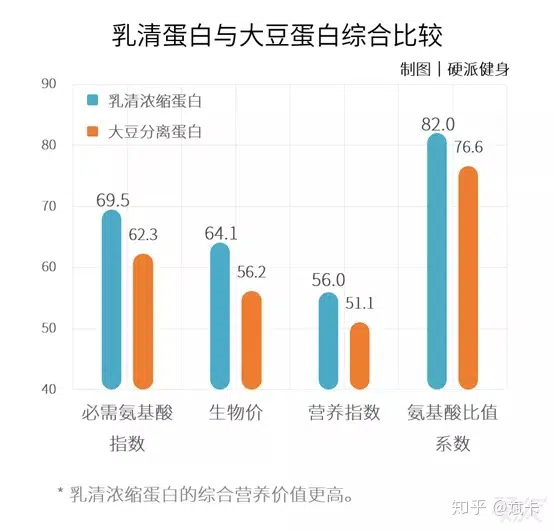 乳清蛋白与大豆蛋白综合比较
制图｜硬派健身
90
乳清浓缩蛋白
大豆分离蛋白
82.0
80
76.6
70
69.5
64.1
62.3
60
56.2
56.0
51.1
50
40
必需氨基酸指数
生物价
营养指数
氨基酸比值系数
* 乳清浓缩蛋白的综合营养价值更高。
知乎 @